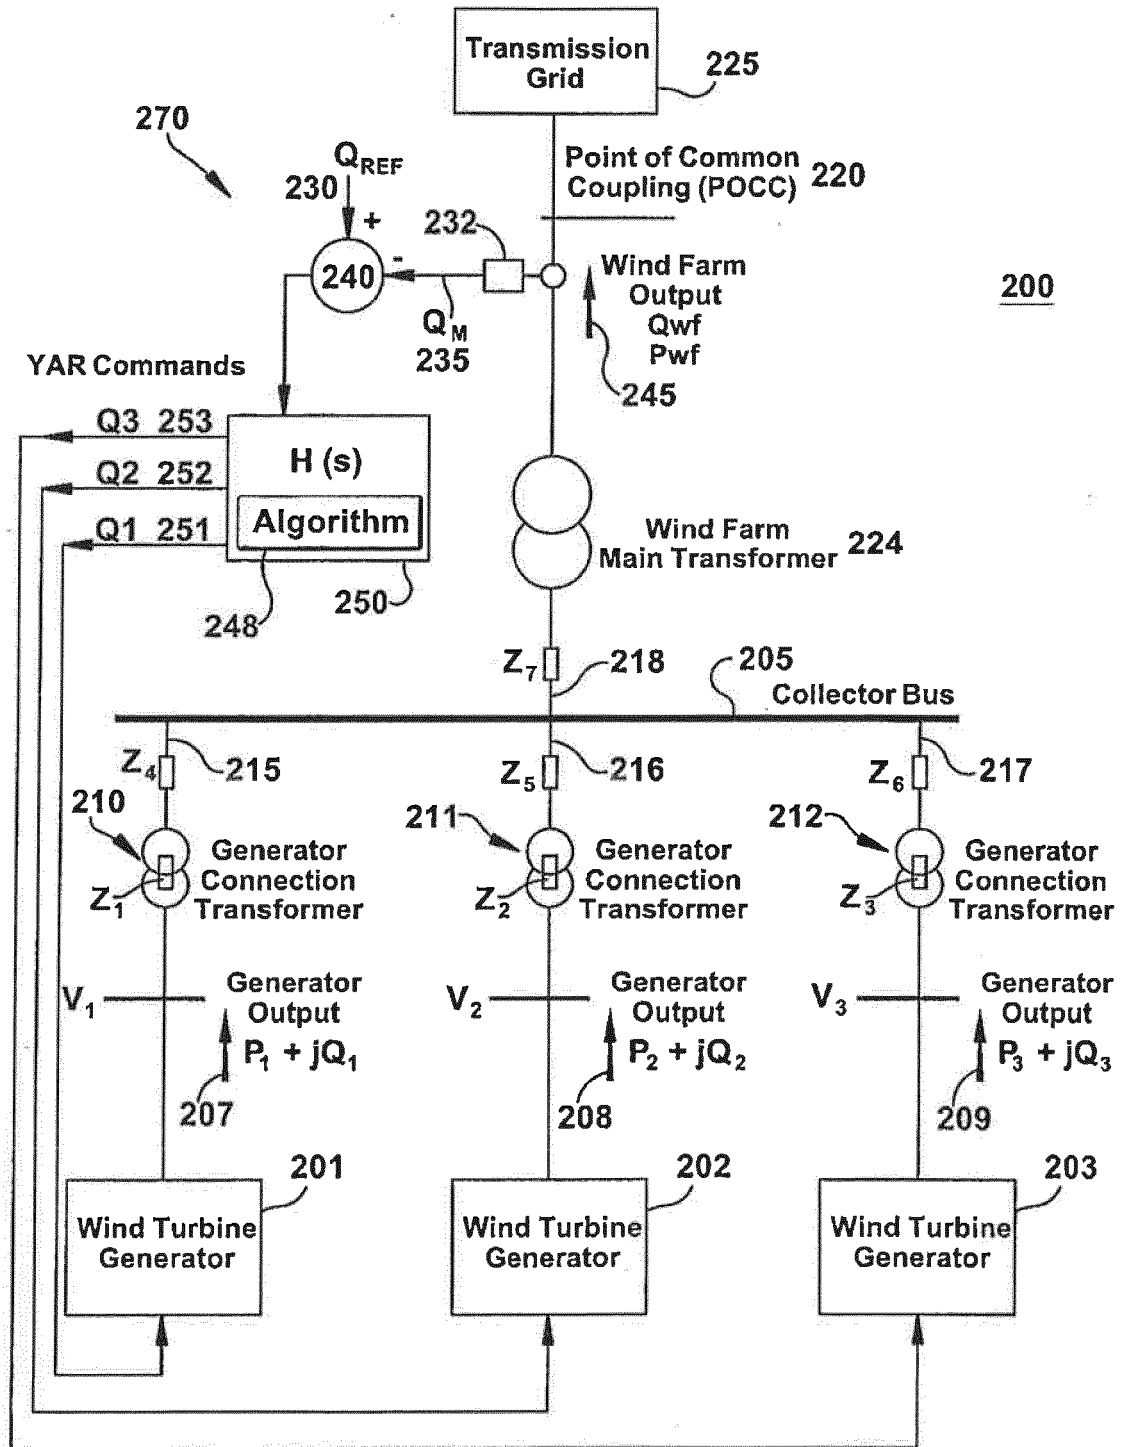 Transmission
Grid
225
270
QREF
230
+
Point of Common
Coupling (POCC)
220
232
240
-
QM
235
Wind Farm
Output
Qwf
Pwf
245
200
YAR Commands
Q3 253
Q2 252
Q1 251
H (s)
Algorithm
248
250
Wind Farm
Main Transformer
224
Z7
218
205
Collector Bus
Z4
215
Z5
216
Z6
217
210
Z1
Generator
Connection
Transformer
211
Z2
Generator
Connection
Transformer
212
Z3
Generator
Connection
Transformer
V1
Generator
Output
P1 + jQ1
207
V2
Generator
Output
P2 + jQ2
208
V3
Generator
Output
P3 + jQ3
209
201
Wind Turbine
Generator
202
Wind Turbine
Generator
203
Wind Turbine
Generator